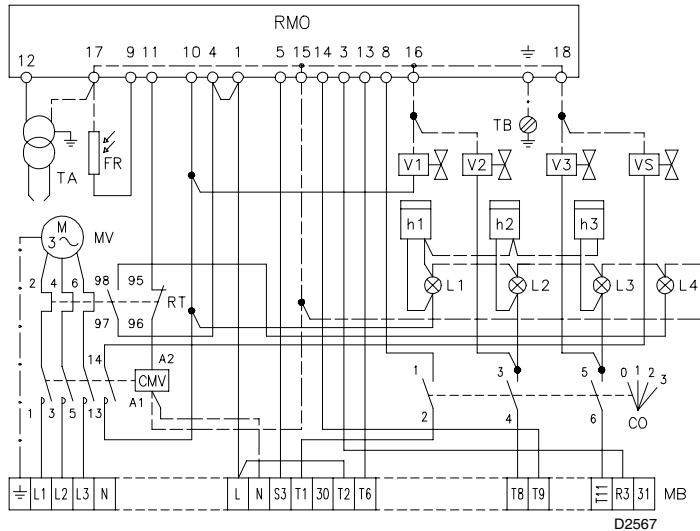 RMO
12 17 9 11 10 4 1 5 15 14 3 13 8 16 18
TB
FR
TA
V1 V2 V3 VS
h1 h2 h3
M
3
MV
2 4 6 98 95
L1 L2 L3 L4
RT
97 96
14 A2
CMV
A1
1 3 5 13
1 3 5 0 1 2 3
2 4 6 CO
L1 L2 L3 N L N S3 T1 30 T2 T6 T8 T9 T11 R3 31 MB
D2567